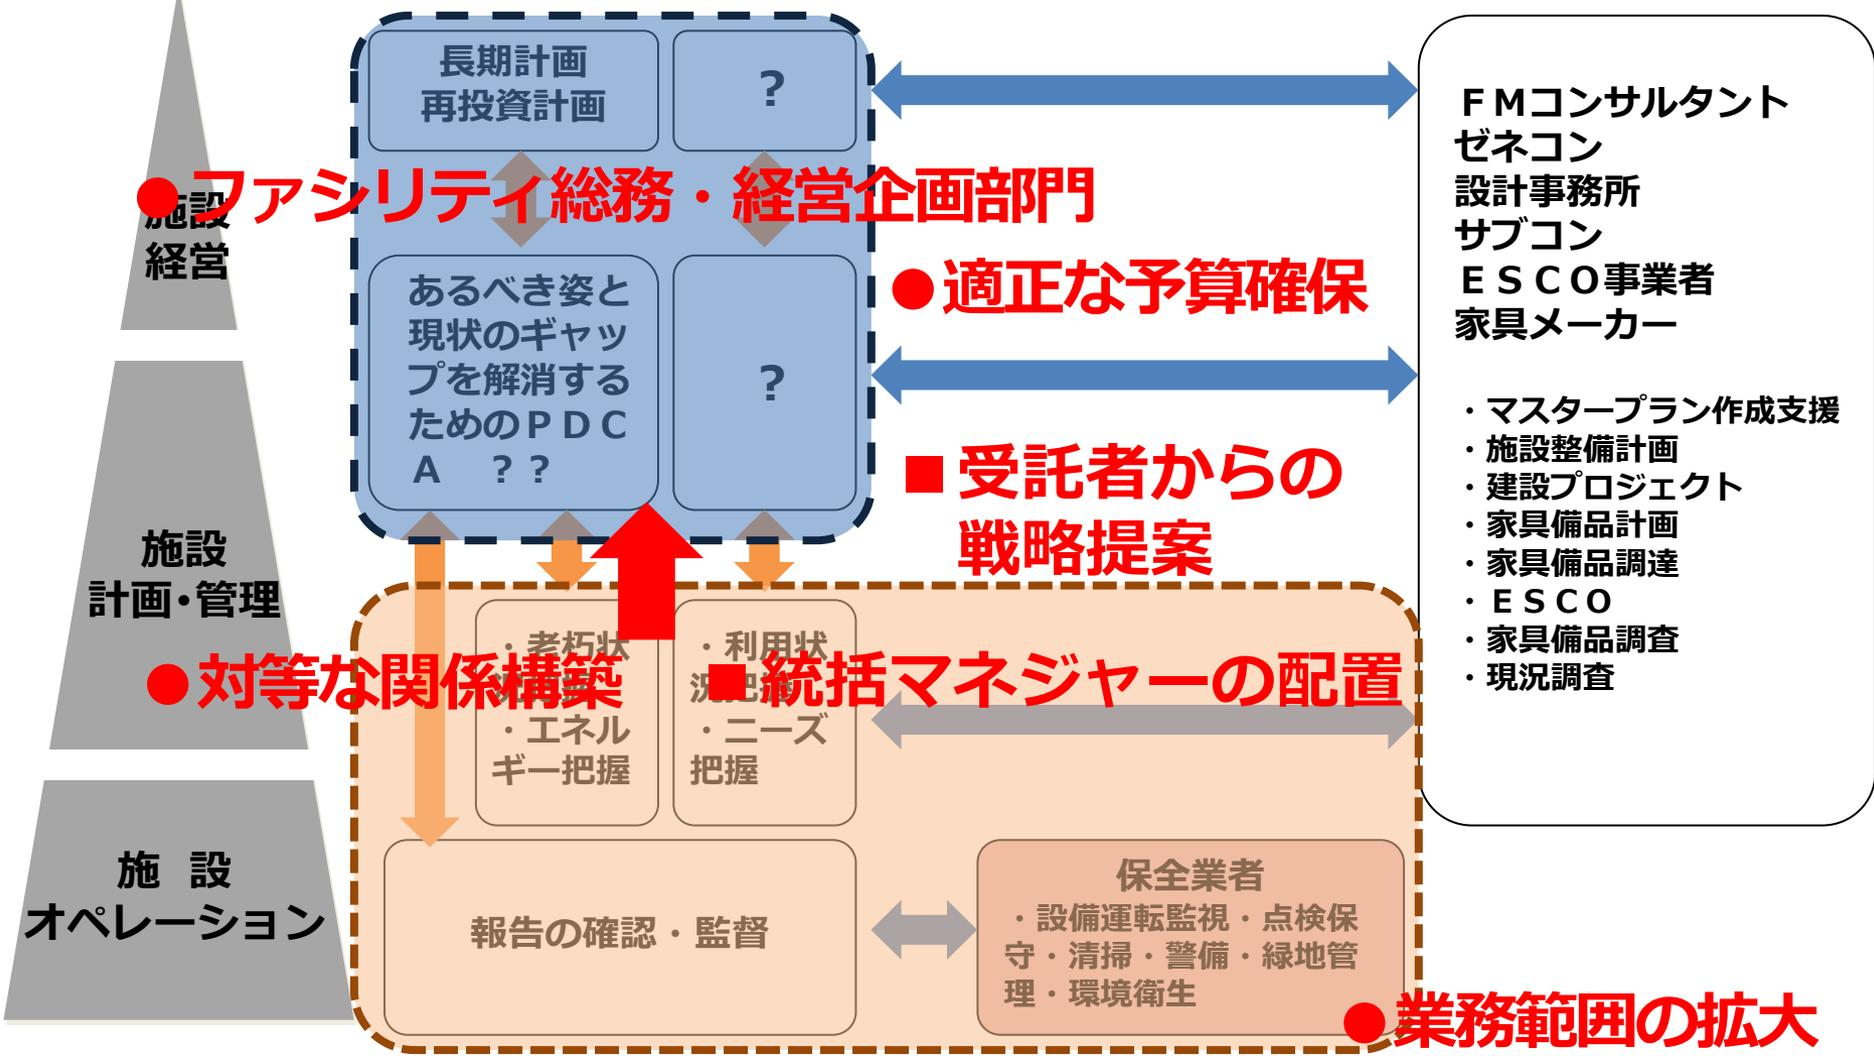 長期計画
再投資計画
?
●ファシリティ総務・経営企画部門
施設
経営
あるべき姿と
現状のギャッ
プを解消する
ためのPDC
A ??
?
●適正な予算確保
■受託者からの
戦略提案
FMコンサルタント
ゼネコン
設計事務所
サブコン
ESCO事業者
家具メーカー
・マスタープラン作成支援
・施設整備計画
・建設プロジェクト
・家具備品計画
・家具備品調達
・ESCO
・家具備品調査
・現況調査
施設
計画・管理
●対等な関係構築
■統括マネジャーの配置
・老朽状
況把握
・エネル
ギー把握
・利用状
況把握
・ニーズ
把握
施 設
オペレーション
報告の確認・監督
保全業者
・設備運転監視・点検保
守・清掃・警備・緑地管
理・環境衛生
●業務範囲の拡大